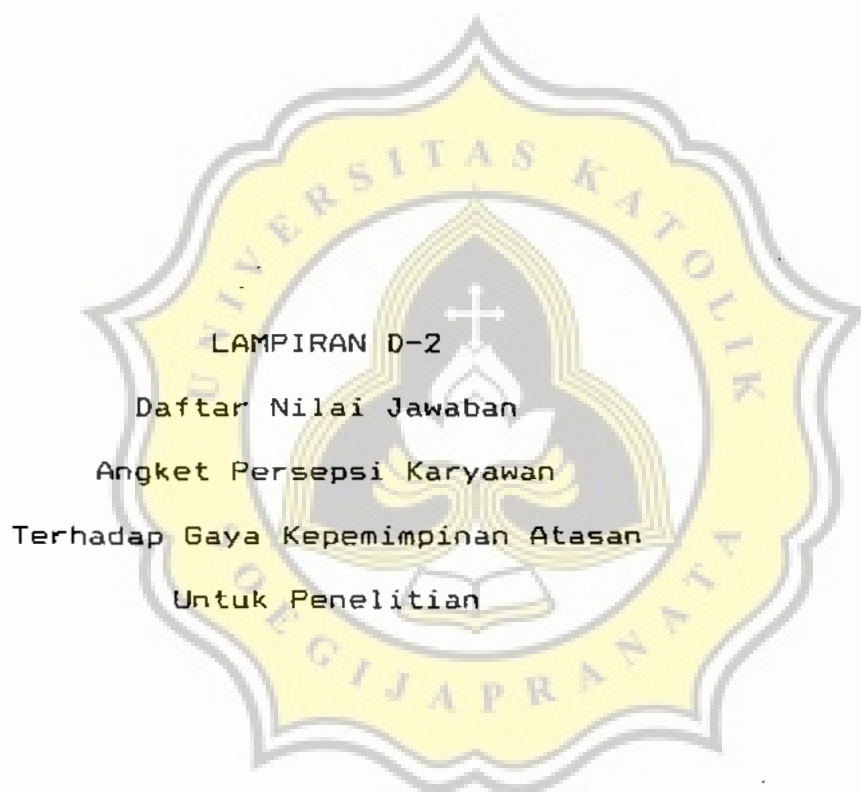 UNIVERSITAS KATOLIK
LAMPIRAN D-2
Daftar Nilai Jawaban
Angket Persepsi Karyawan
Terhadap Gaya Kepemimpinan Atasan
Untuk Penelitian
SOEGIJAPRANATA